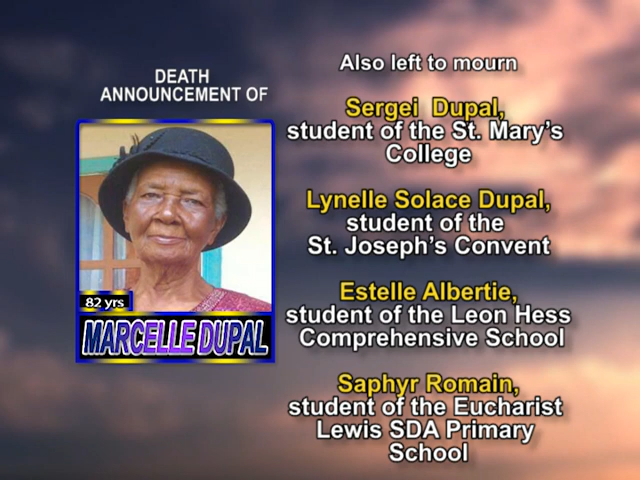 DEATH
ANNOUNCEMENT OF
82 yrs
MARCELLE DUPAL
Also left to mourn
Sergei Dupal,
student of the St. Mary's
College
Lynelle Solace Dupal,
student of the
St. Joseph's Convent
Estelle Albertie,
student of the Leon Hess
Comprehensive School
Saphyr Romain,
student of the Eucharist
Lewis SDA Primary
School